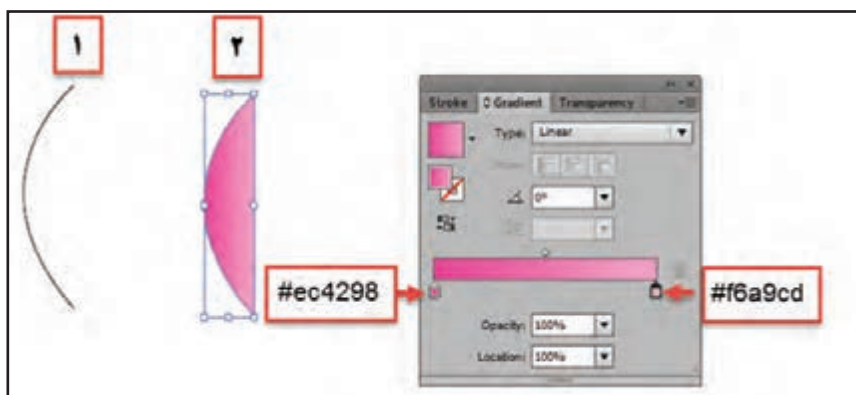 ١
٢
Stroke
Gradient
Transparency
Type: Linear
0°
#ec4298
#f6a9cd
Opacity: 100%
Location: 100%